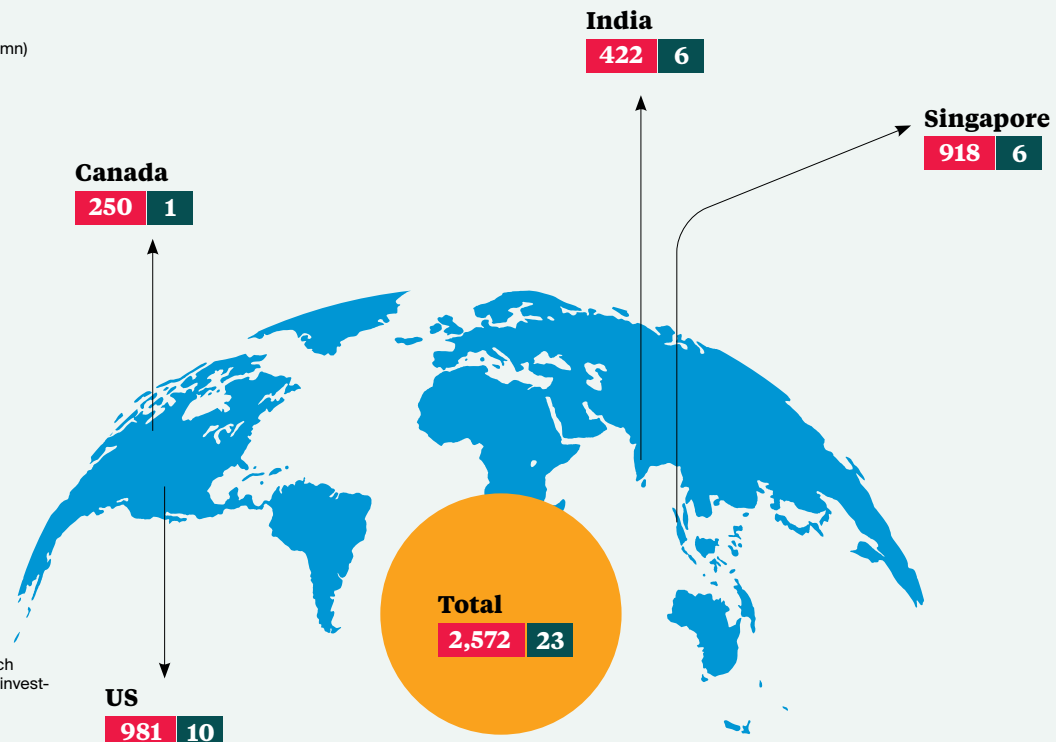 mn)
India
422 6
Singapore
918 6
Canada
250 1
Total
2,572 23
ch
invest-
US
981 10